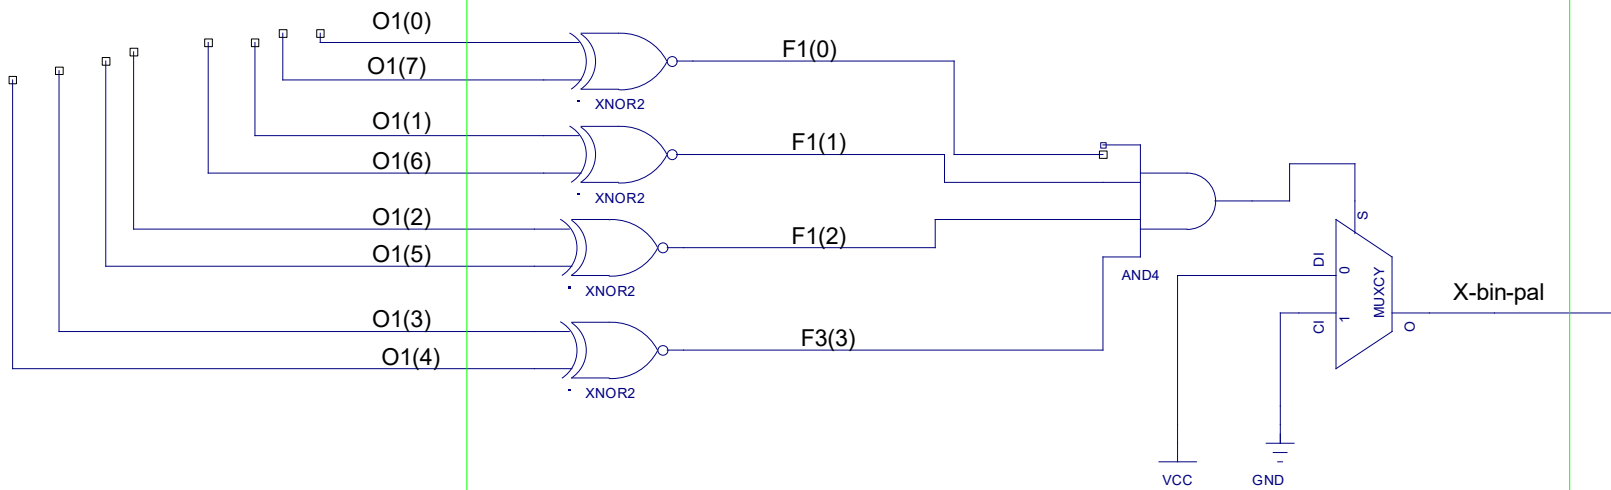 O1(0)
O1(7)
XNOR2
F1(0)
O1(1)
O1(6)
XNOR2
F1(1)
O1(2)
O1(5)
XNOR2
F1(2)
O1(3)
O1(4)
XNOR2
F3(3)
AND4
S
DI
0
CI
1
MUXCY
O
X-bin-pal
VCC
GND